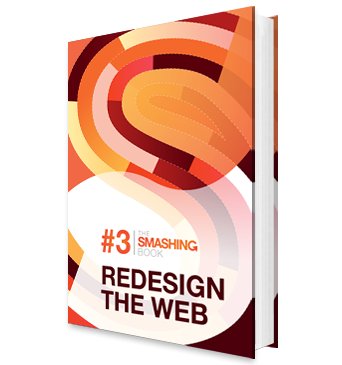 #3
THE
SMASHING
BOOK
REDESIGN
THE WEB